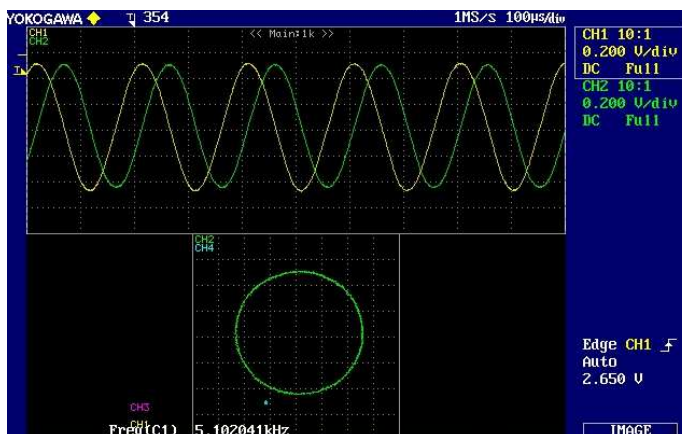 YOKOGAWA 354 1MS/s 100µs/div
CH1
CH2
<< Main:1k >>
CH1 10:1
0.200 V/div
DC Full
CH2 10:1
0.200 V/div
DC Full
T
CH2
CH4
Edge CH1
Auto
2.650 V
CH3
CH1
Freq(C1) 5.102041kHz
IMAGE